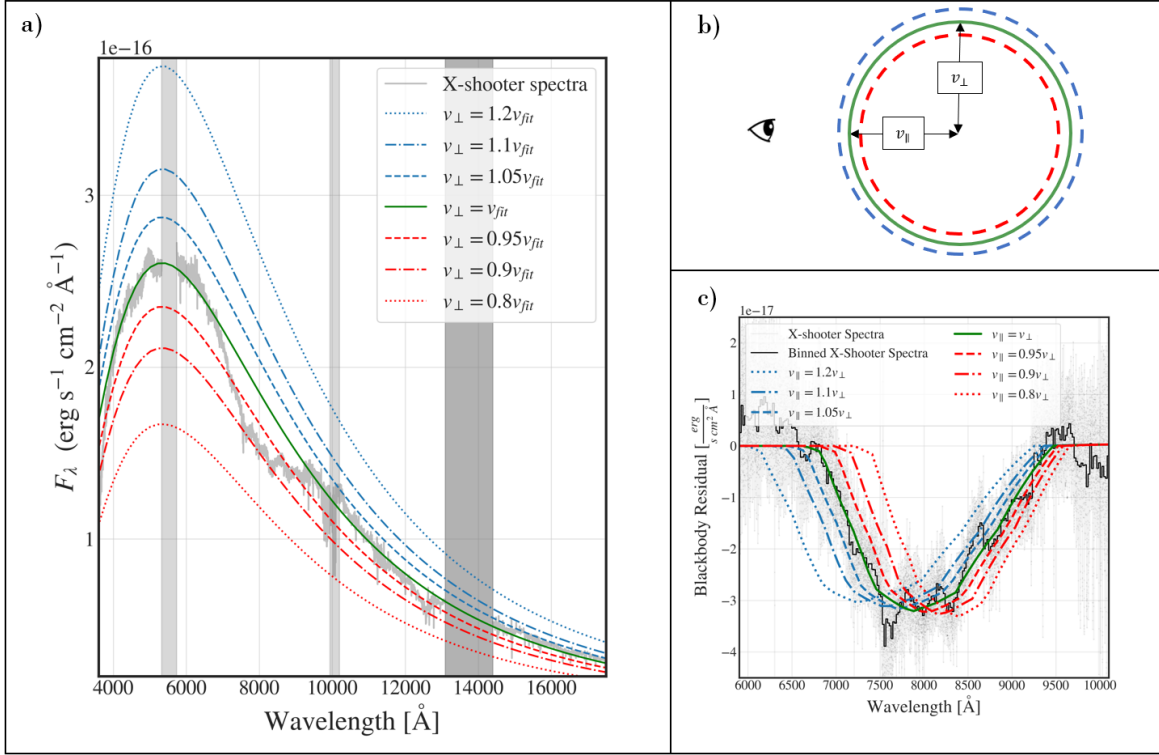 a)
1e−16
X-shooter spectra
v⊥ = 1.2v_fit
v⊥ = 1.1v_fit
v⊥ = 1.05v_fit
v⊥ = v_fit
v⊥ = 0.95v_fit
v⊥ = 0.9v_fit
v⊥ = 0.8v_fit
3
2
1
F_λ (erg s⁻¹ cm⁻² Å⁻¹)
4000 6000 8000 10000 12000 14000 16000
Wavelength [Å]
b)
v⊥
v∥
c)
1e−17
X-shooter Spectra
Binned X-Shooter Spectra
v∥ = 1.2v⊥
v∥ = 1.1v⊥
v∥ = 1.05v⊥
v∥ = v⊥
v∥ = 0.95v⊥
v∥ = 0.9v⊥
v∥ = 0.8v⊥
2
1
0
−1
−2
−3
−4
Blackbody Residual [erg / s cm² Å]
6000 6500 7000 7500 8000 8500 9000 9500 10000
Wavelength [Å]